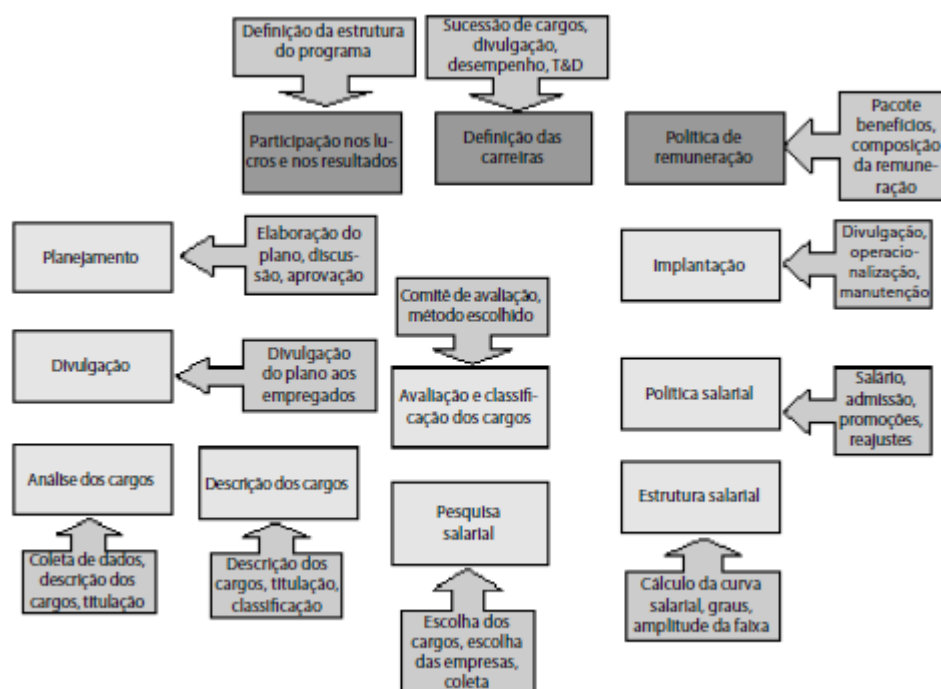 Definição da estrutura
do programa
Sucessão de cargos,
divulgação,
desempenho, T&D
Participação nos lu-
cros e nos resultados
Definição das
carreiras
Política de
remuneração
Pacote
benefícios,
composição
da remune-
ração
Planejamento
Elaboração do
plano, discus-
são, aprovação
Implantação
Divulgação,
operacio-
nalização,
manutenção
Comitê de avaliação,
método escolhido
Divulgação
Divulgação
do plano aos
empregados
Avaliação e classifi-
cação dos cargos
Política salarial
Salário,
admissão,
promoções,
reajustes
Análise dos cargos
Descrição dos cargos
Pesquisa
salarial
Estrutura salarial
Coleta de dados,
descrição dos
cargos, titulação
Descrição dos
cargos, titulação,
classificação
Escolha dos
cargos, escolha
das empresas,
coleta
Cálculo da curva
salarial, graus,
amplitude da faixa